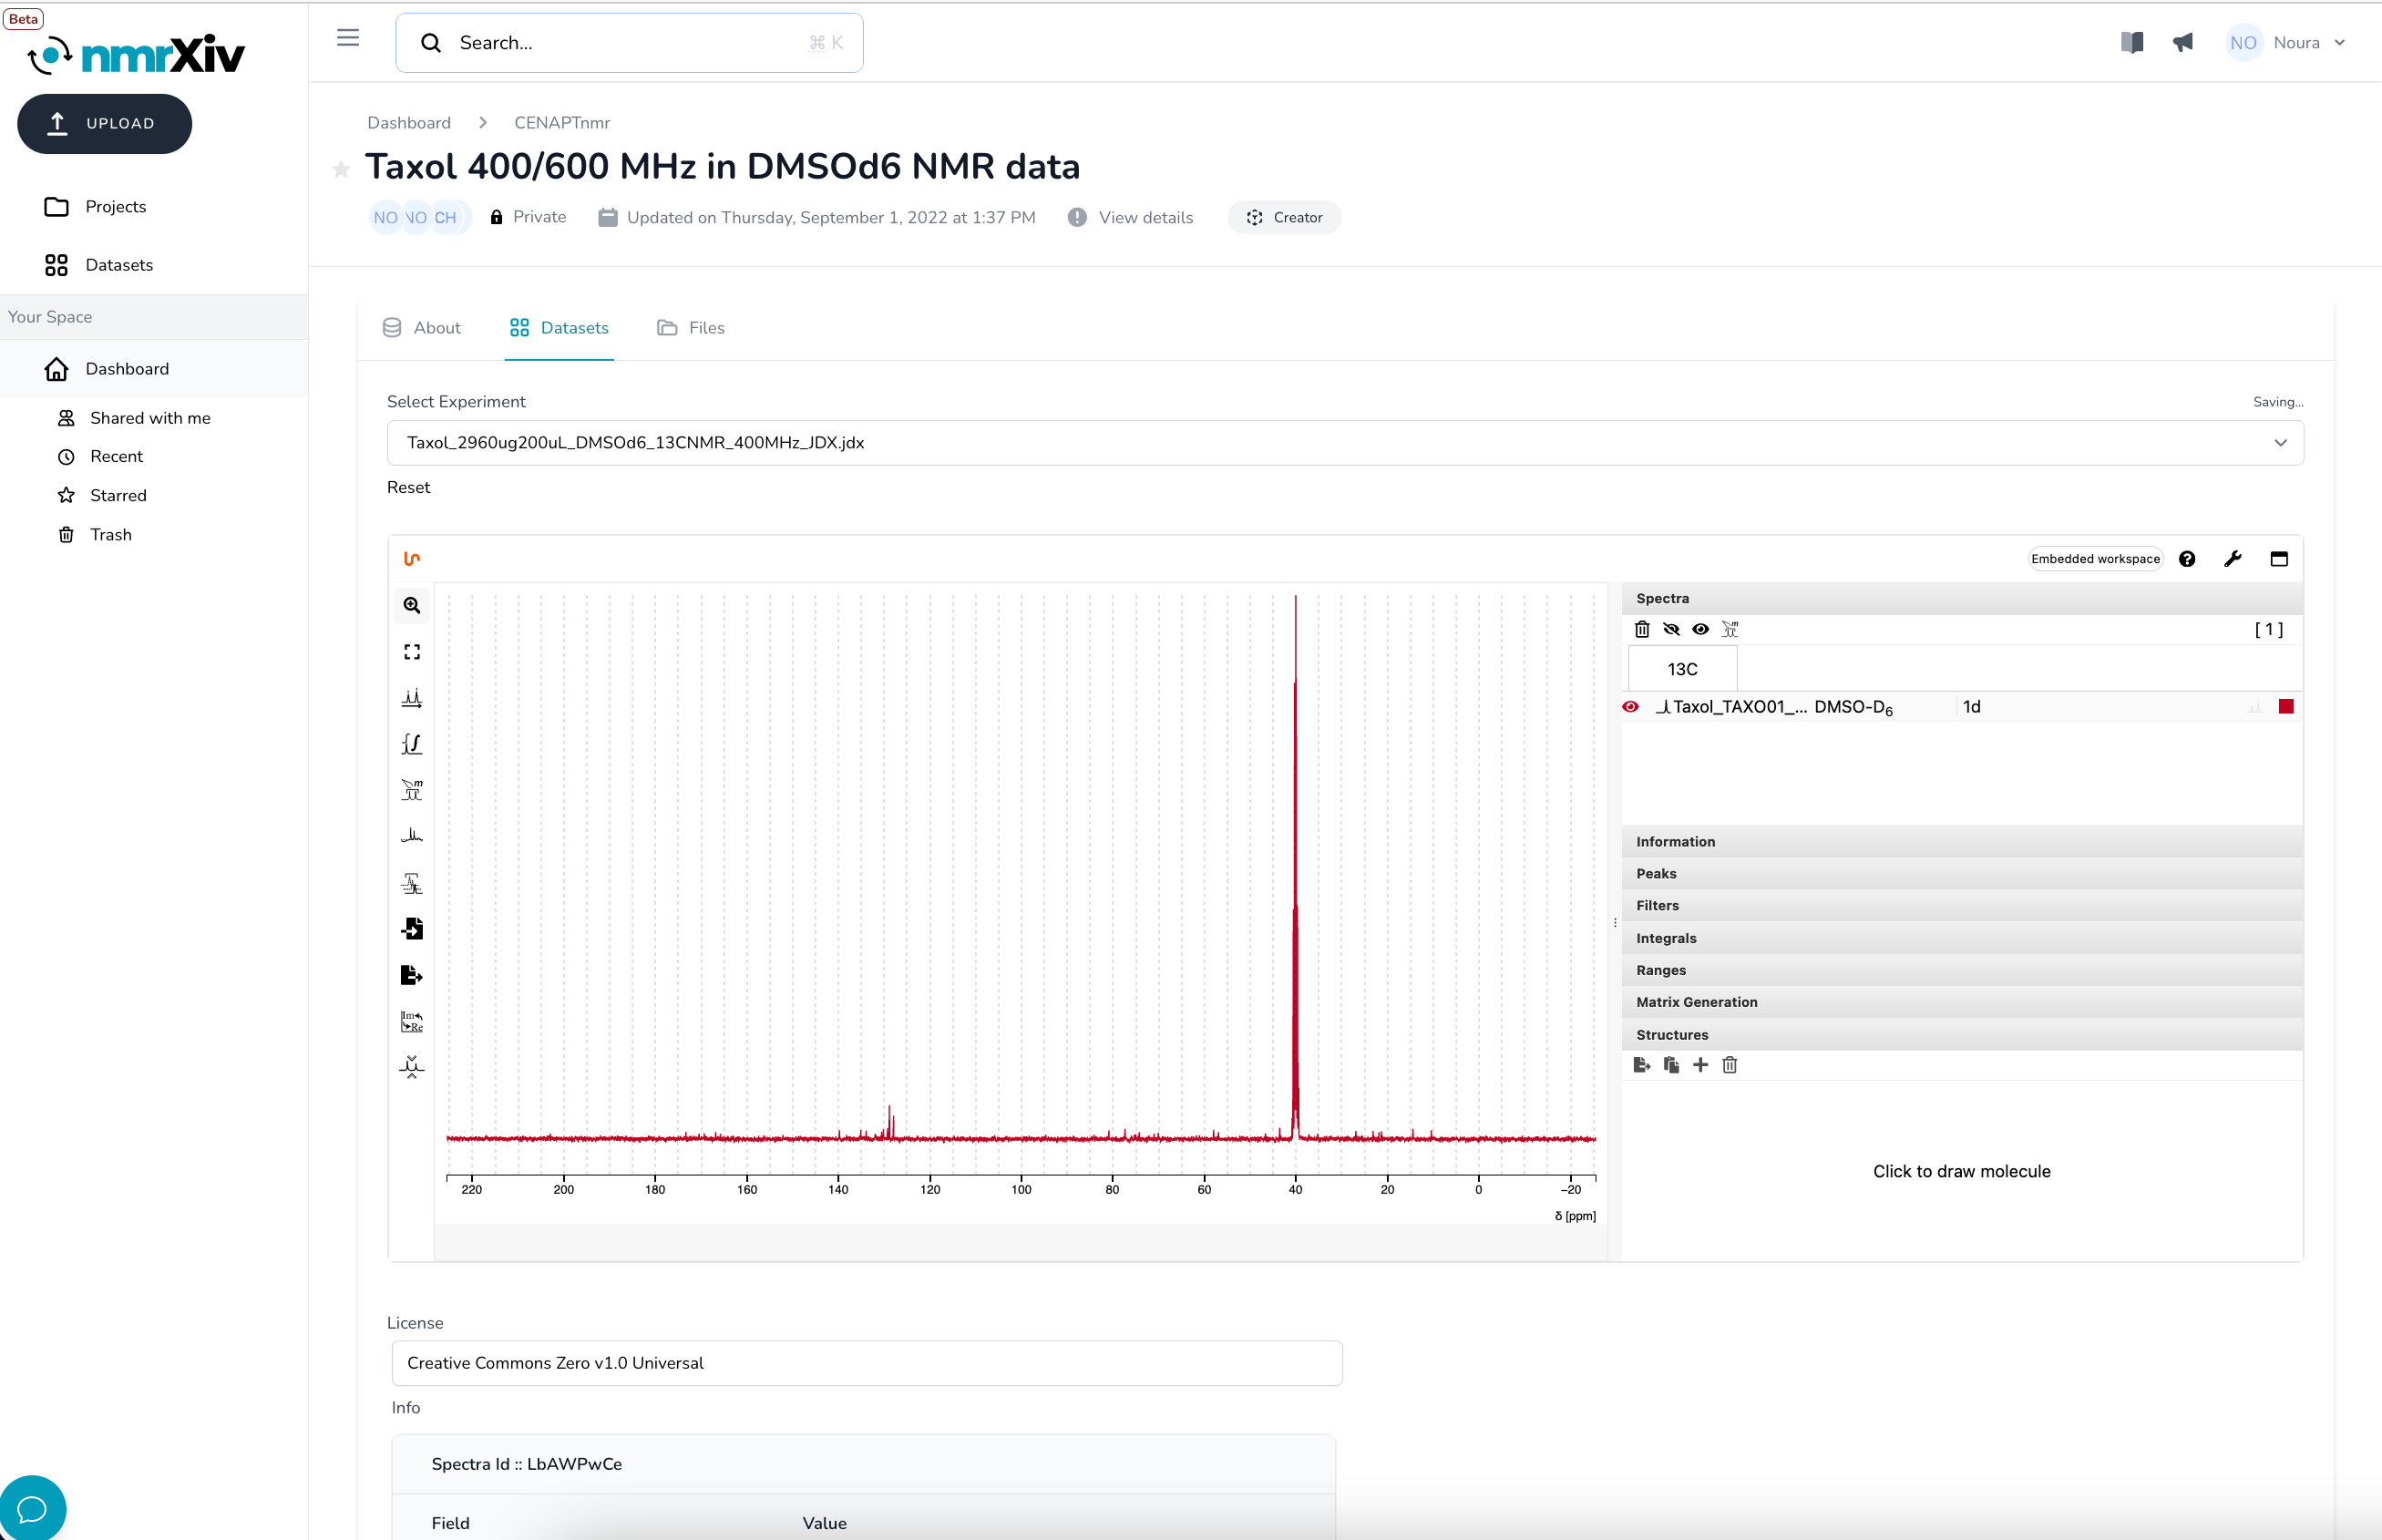 Beta
nmrXiv
UPLOAD
Projects
Datasets
Your Space
Dashboard
Shared with me
Recent
Starred
Trash
Search... ⌘ K
NO Noura
Dashboard > CENAPTnmr
Taxol 400/600 MHz in DMSOd6 NMR data
NO NO CH Private Updated on Thursday, September 1, 2022 at 1:37 PM View details Creator
About Datasets Files
Select Experiment Saving...
Taxol_2960ug200uL_DMSOd6_13CNMR_400MHz_JDX.jdx
Reset
Embedded workspace
Spectra
[ 1 ]
13C
Taxol_TAXO01_... DMSO-D6 1d
Information
Peaks
Filters
Integrals
Ranges
Matrix Generation
Structures
Click to draw molecule
220 200 180 160 140 120 100 80 60 40 20 0 −20
δ [ppm]
License
Creative Commons Zero v1.0 Universal
Info
Spectra Id :: LbAWPwCe
Field Value